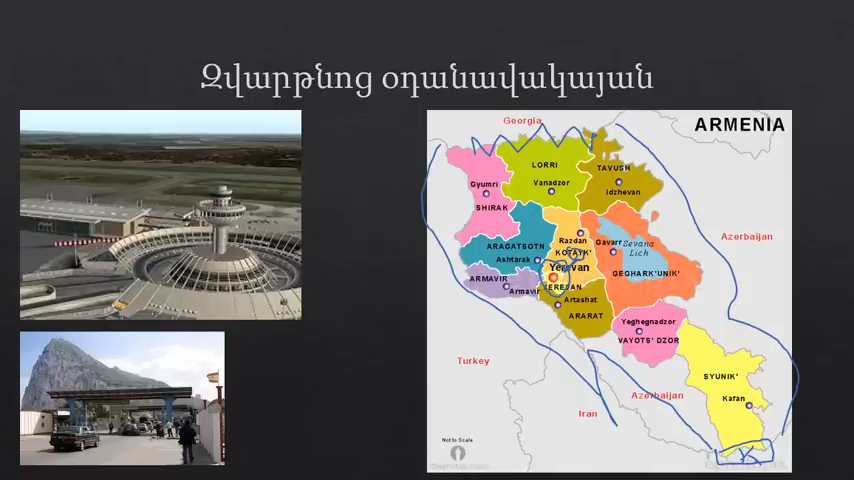 Զվարթնոց օդանավակայան
ARMENIA
Georgia
LORRI
Vanadzor
TAVUSH
Idzhevan
Gyumri
SHIRAK
Azerbaijan
Razdan
Gavarr
Sevana
Lich
ARAGATSOTN
KOTAYK'
Ashtarak
Yerevan
GEGHARK'UNIK'
ARMAVIR
YEREVAN
Armavir
Artashat
ARARAT
Yeghegnadzor
VAYOTS' DZOR
Turkey
SYUNIK'
Azerbaijan
Kafan
Iran
Not to Scale